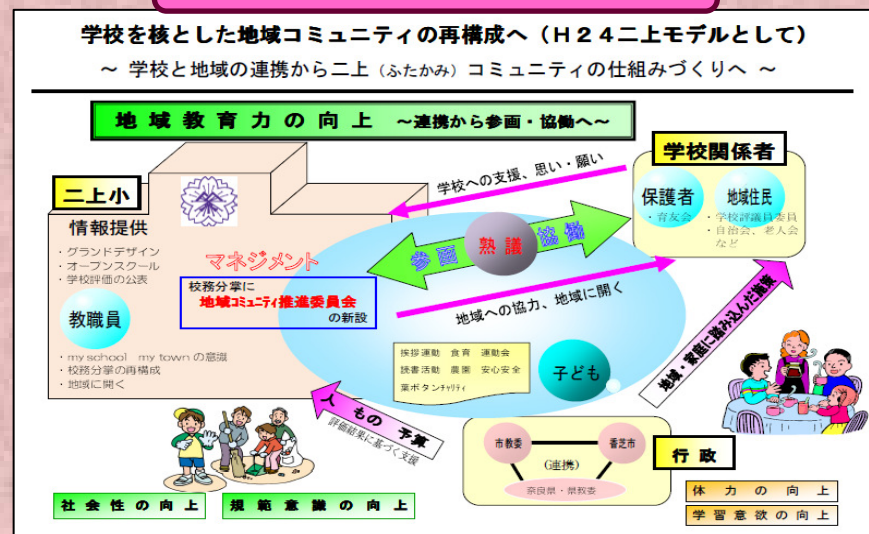 学校を核とした地域コミュニティの再構成へ（H24二上モデルとして）
～ 学校と地域の連携から二上（ふたかみ）コミュニティの仕組みづくりへ ～
地域教育力の向上 ～連携から参画・協働へ～
学校関係者
保護者
・育友会
地域住民
・学校評議員委員
・自治会、老人会
など
学校への支援、思い・願い
二上小
情報提供
・グランドデザイン
・オープンスクール
・学校評価の公表
教職員
・my school my town の意識
・校務分掌の再構成
・地域に開く
マネジメント
校務分掌に
地域コミュニティ推進委員会
の新設
参画
熟議
協働
地域への協力、地域に開く
挨拶運動 食育 運動会
読書活動 農園 安心安全
葉ボタンチャリティ
子ども
地域・家庭に踏み込んだ施策
人 もの 予算
評価結果に基づく支援
市教委
香芝市
(連携)
奈良県・県教委
行政
社会性の向上
規範意識の向上
体力の向上
学習意欲の向上